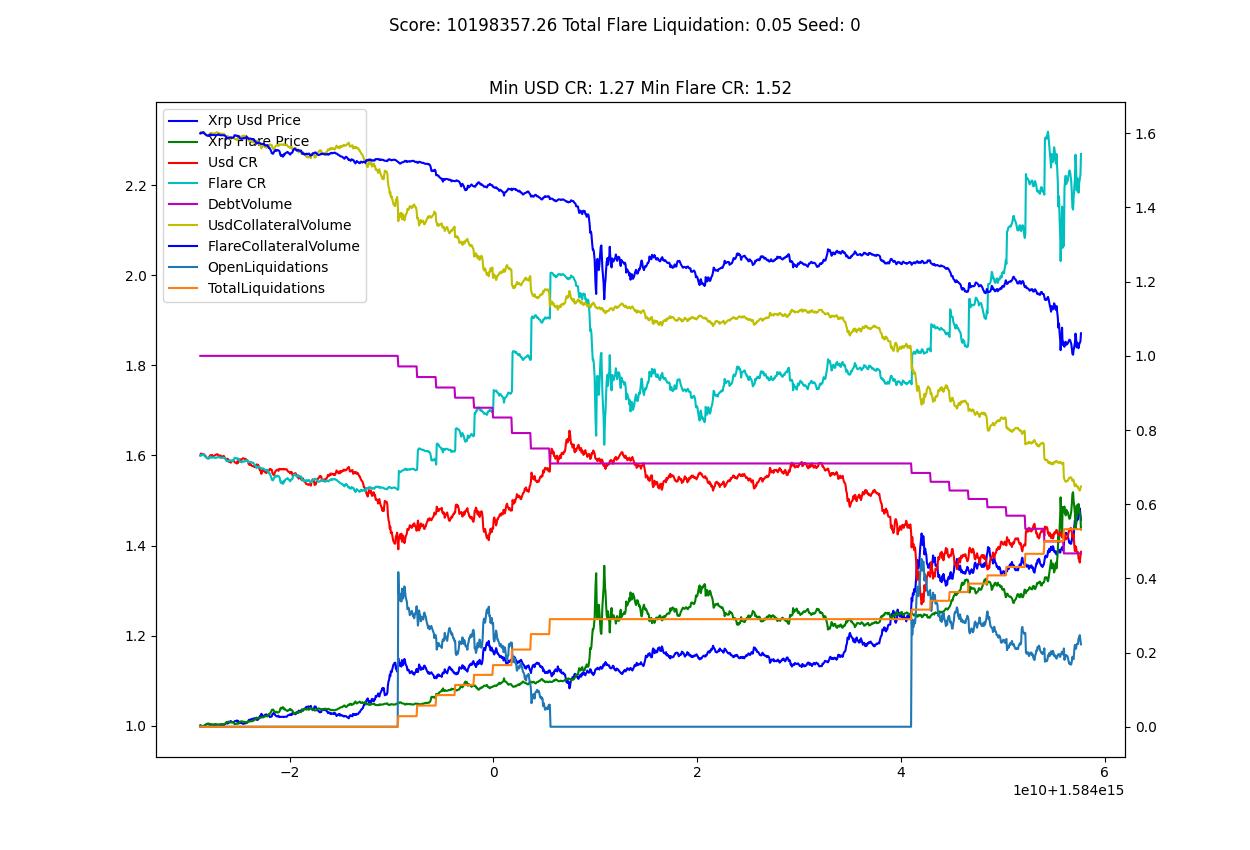 Score: 10198357.26 Total Flare Liquidation: 0.05 Seed: 0
Min USD CR: 1.27 Min Flare CR: 1.52
Xrp Usd Price
Xrp Flare Price
Usd CR
Flare CR
DebtVolume
UsdCollateralVolume
FlareCollateralVolume
OpenLiquidations
TotalLiquidations
2.2
2.0
1.8
1.6
1.4
1.2
1.0
1.6
1.4
1.2
1.0
0.8
0.6
0.4
0.2
0.0
−2 0 2 4 6
1e10+1.584e15